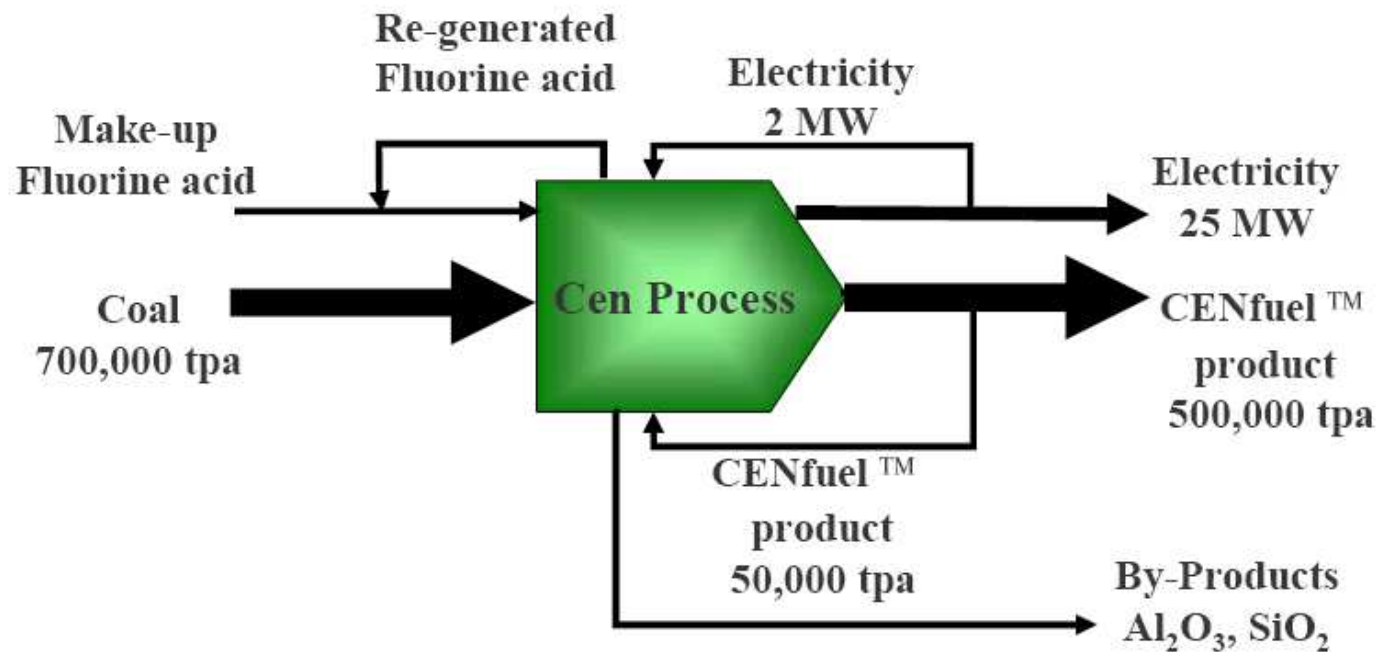 Re-generated
Fluorine acid
Electricity
2 MW
Make-up
Fluorine acid
Electricity
25 MW
Coal
700,000 tpa
Cen Process
CENfuel ™
product
500,000 tpa
CENfuel ™
product
50,000 tpa
By-Products
Al₂O₃, SiO₂